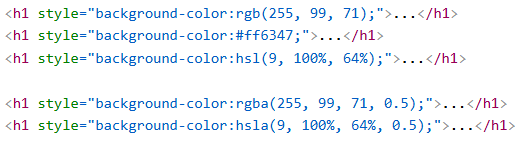 <h1 style="background-color:rgb(255, 99, 71);">...</h1>
<h1 style="background-color:#ff6347;">...</h1>
<h1 style="background-color:hsl(9, 100%, 64%);">...</h1>
<h1 style="background-color:rgba(255, 99, 71, 0.5);">...</h1>
<h1 style="background-color:hsla(9, 100%, 64%, 0.5);">...</h1>